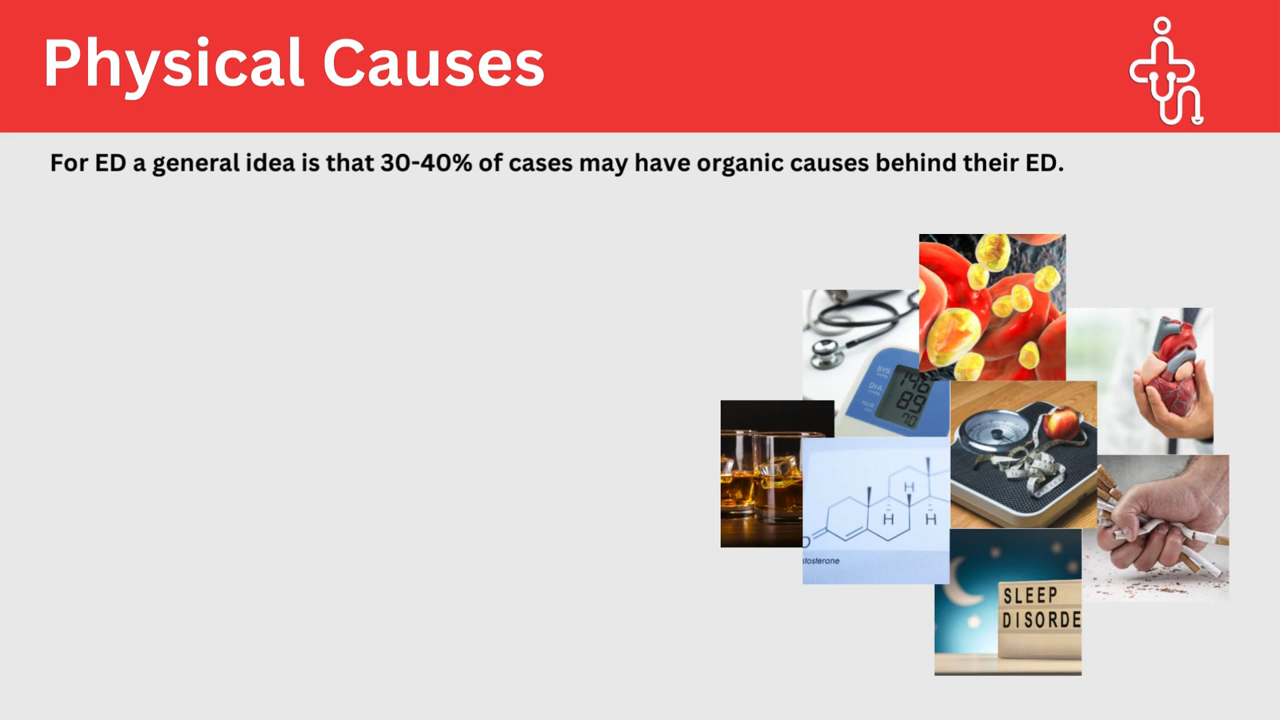 Physical Causes
For ED a general idea is that 30-40% of cases may have organic causes behind their ED.
SYS
DIA
H
H
H
stosterone
SLEEP
DISORDE